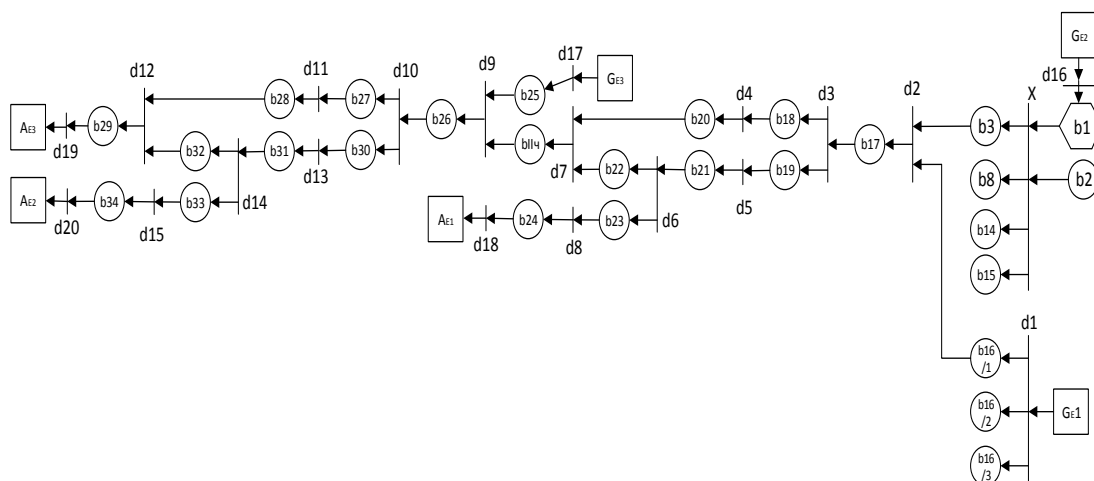 GE2
d16
X
d17
d9
GE3
d10
d11
d12
b25
d4
d3
d2
b28
b27
b3
b1
AE3
b29
b26
b20
b18
d19
b32
b31
b30
bПч
b17
d7
b22
b21
b19
b8
b2
d13
AE2
b34
b33
d14
AE1
b24
b23
d6
d5
b14
d20
d15
d18
d8
b15
d1
b16
/1
b16
/2
GE1
b16
/3